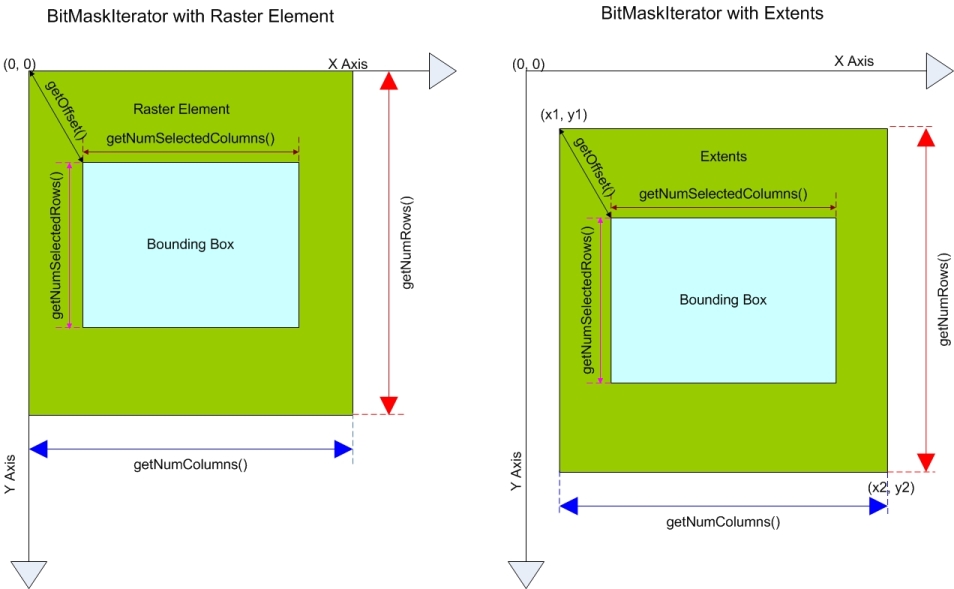 BitMaskIterator with Raster Element
(0, 0)
X Axis
getOffset()
Raster Element
getNumSelectedColumns()
getNumSelectedRows()
Bounding Box
getNumRows()
getNumColumns()
Y Axis
BitMaskIterator with Extents
(0, 0)
X Axis
(x1, y1)
getOffset()
Extents
getNumSelectedColumns()
getNumSelectedRows()
Bounding Box
getNumRows()
Y Axis
(x2, y2)
getNumColumns()